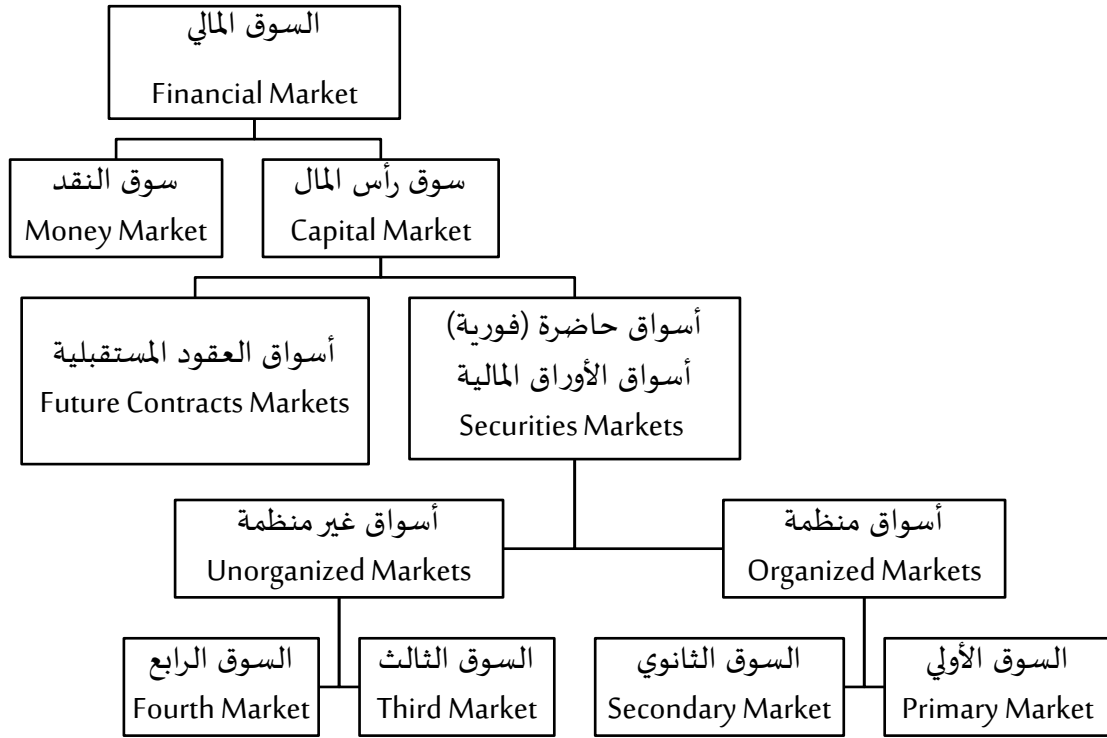 السوق المالي
Financial Market
سوق النقد
Money Market
سوق رأس المال
Capital Market
أسواق العقود المستقبلية
Future Contracts Markets
أسواق حاضرة (فورية)
أسواق الأوراق المالية
Securities Markets
أسواق غير منظمة
Unorganized Markets
أسواق منظمة
Organized Markets
السوق الرابع
Fourth Market
السوق الثالث
Third Market
السوق الثانوي
Secondary Market
السوق الأولي
Primary Market